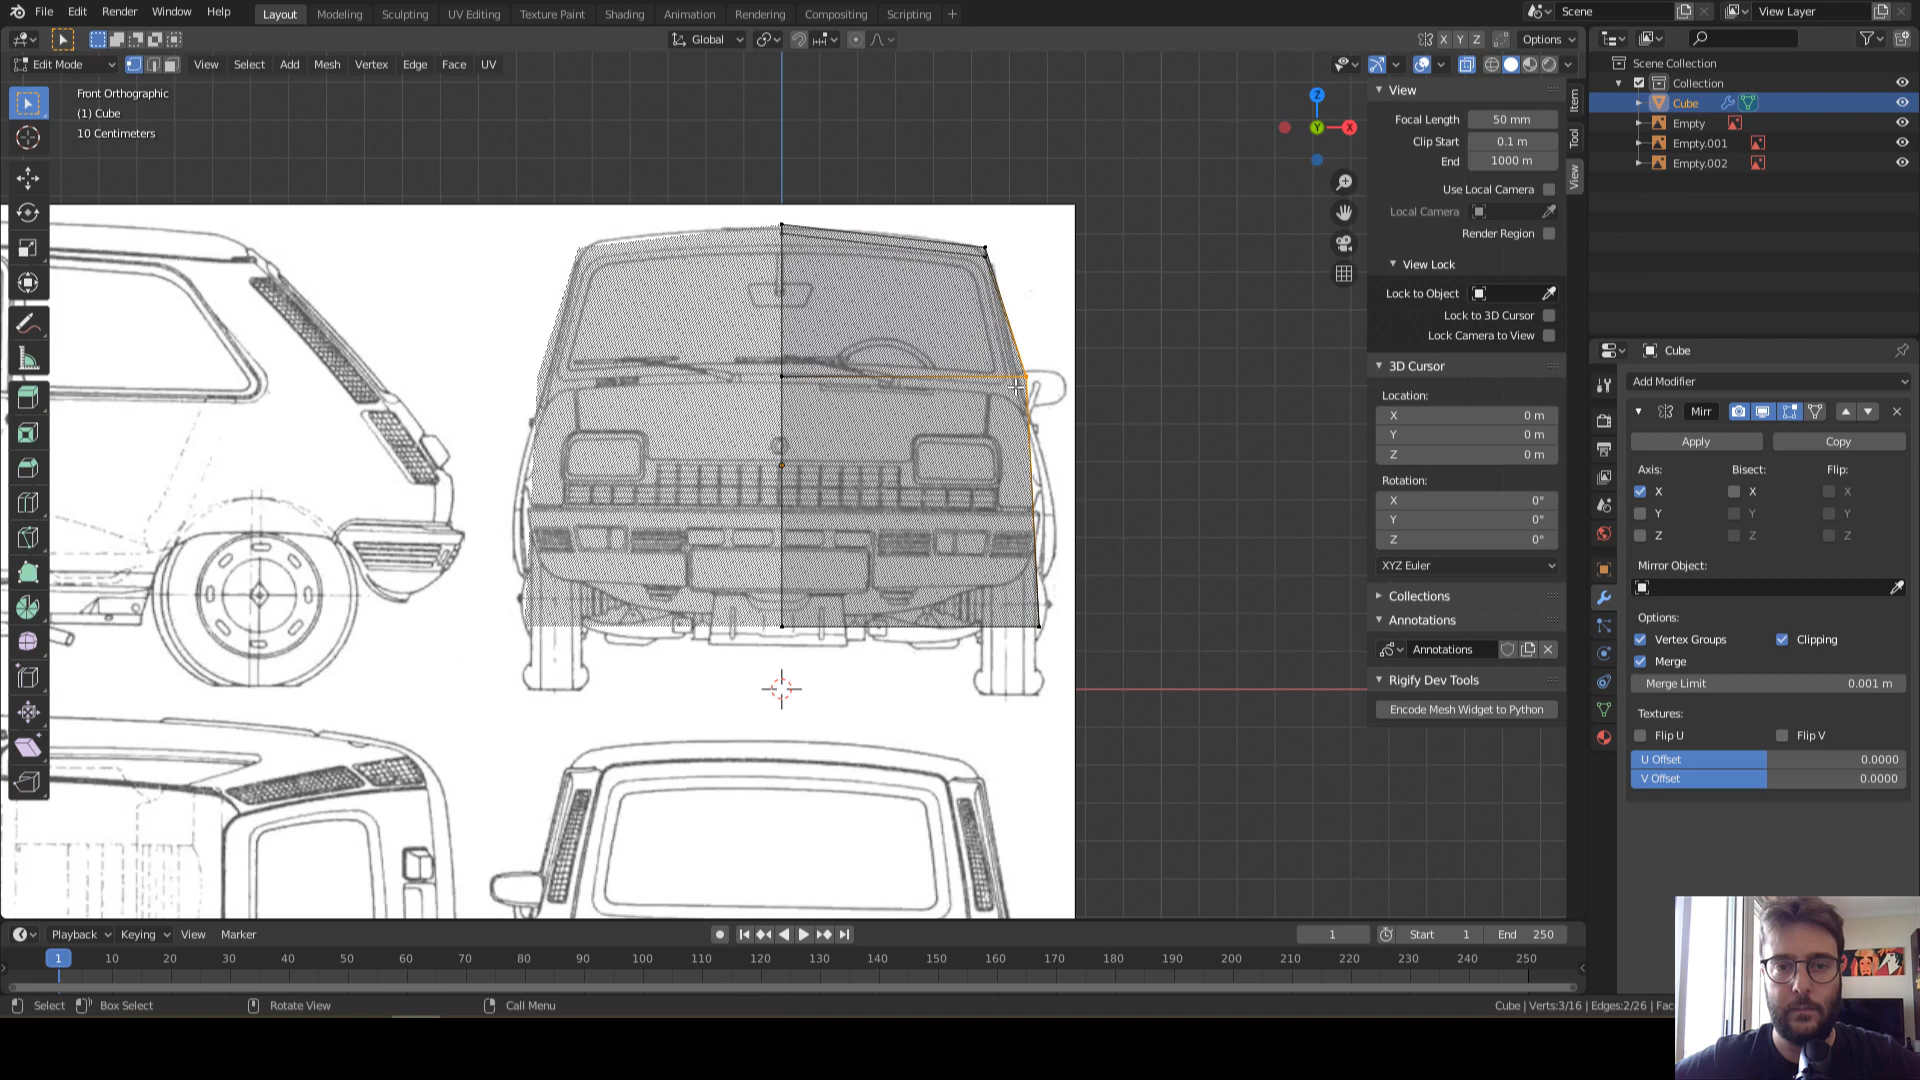 File Edit Render Window Help Layout Modeling Sculpting UV Editing Texture Paint Shading Animation Rendering Compositing Scripting + Scene View Layer
Global X Y Z Options
Edit Mode View Select Add Mesh Vertex Edge Face UV
Front Orthographic
(1) Cube
10 Centimeters
Z
Y
X
View
Focal Length 50 mm
Clip Start 0.1 m
End 1000 m
Use Local Camera
Local Camera
Render Region
View Lock
Lock to Object
Lock to 3D Cursor
Lock Camera to View
3D Cursor
Location:
X 0 m
Y 0 m
Z 0 m
Rotation:
X 0°
Y 0°
Z 0°
XYZ Euler
Collections
Annotations
Annotations
Rigify Dev Tools
Encode Mesh Widget to Python
Item
Tool
View
Scene Collection
Collection
Cube
Empty
Empty.001
Empty.002
Cube
Add Modifier
Mirr
Apply Copy
Axis: Bisect: Flip:
X X X
Y Y Y
Z Z Z
Mirror Object:
Options:
Vertex Groups Clipping
Merge
Merge Limit 0.001 m
Textures:
Flip U Flip V
U Offset 0.0000
V Offset 0.0000
Playback Keying View Marker 1 Start 1 End 250
1 10 20 30 40 50 60 70 80 90 100 110 120 130 140 150 160 170 180 190 200 210 220 230 240 250
Select Box Select Rotate View Call Menu Cube | Verts:3/16 | Edges:2/26 |